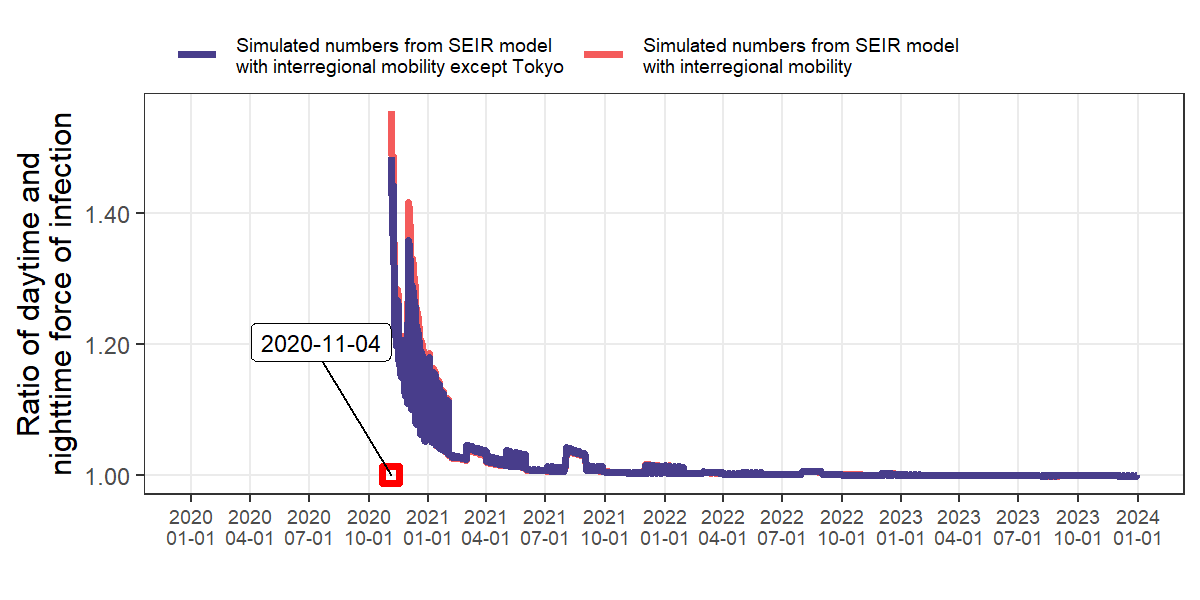 Simulated numbers from SEIR model
with interregional mobility except Tokyo
Simulated numbers from SEIR model
with interregional mobility
Ratio of daytime and
nighttime force of infection
1.40
1.20
1.00
2020-11-04
2020 2020 2020 2020 2021 2021 2021 2021 2022 2022 2022 2022 2023 2023 2023 2023 2024
01-01 04-01 07-01 10-01 01-01 04-01 07-01 10-01 01-01 04-01 07-01 10-01 01-01 04-01 07-01 10-01 01-01